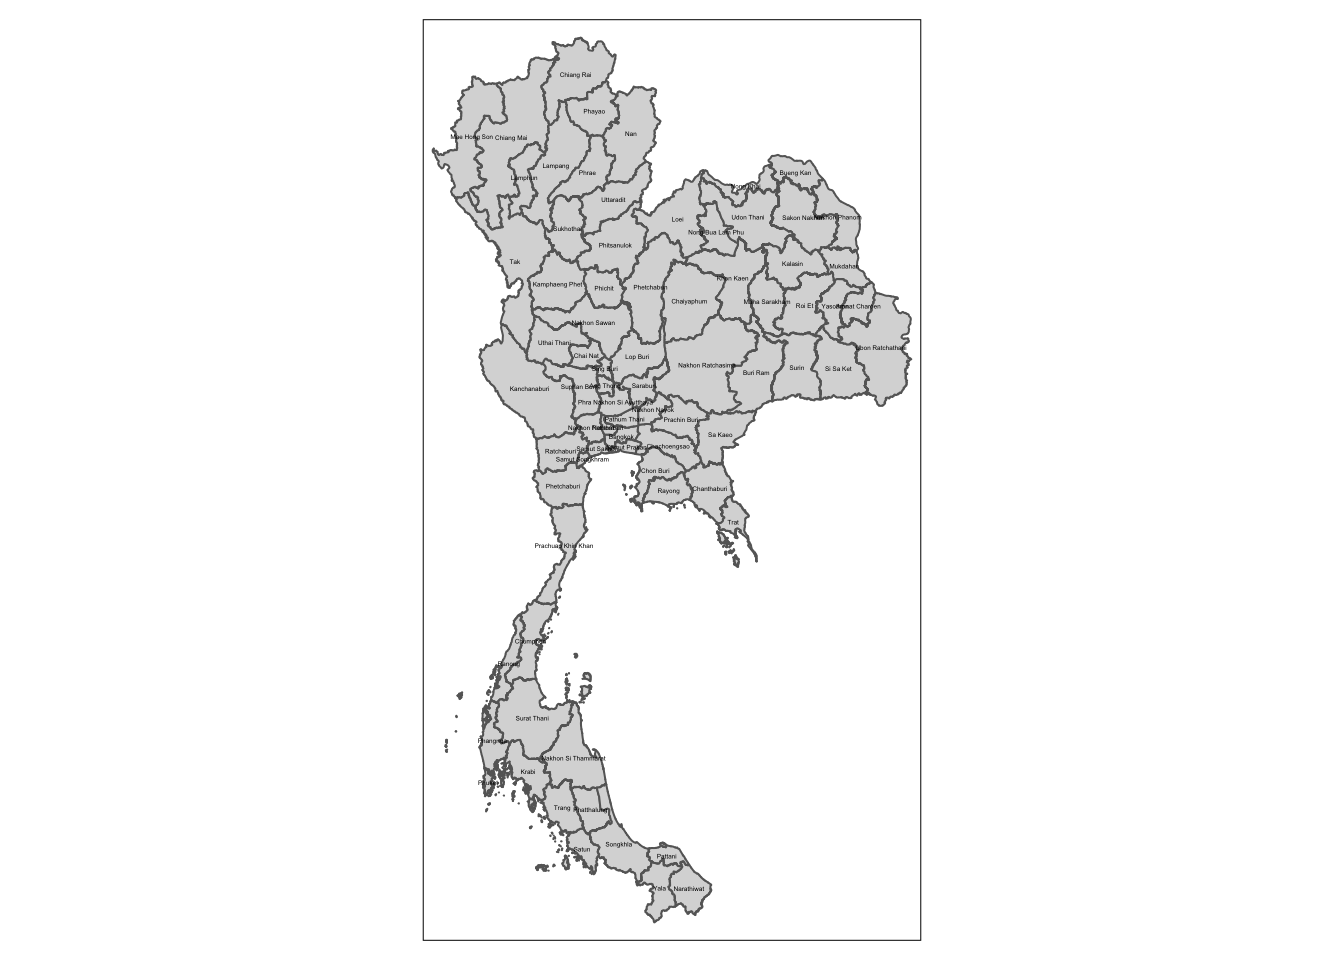 Chiang Rai
Phayao
Nan
Mae Hong Son
Chiang Mai
Lampang
Phrae
Lamphun
Uttaradit
Bueng Kan
Loei
Udon Thani
Sakon Nakhon
Nakhon Phanom
Sukhothai
Nong Bua Lam Phu
Phitsanulok
Tak
Kalasin
Mukdahan
Khon Kaen
Kamphaeng Phet
Phichit
Phetchabun
Chaiyaphum
Maha Sarakham
Roi Et
Yasothon
Amnat Charoen
Nakhon Sawan
Uthai Thani
Chai Nat
Lop Buri
Ubon Ratchathani
Nakhon Ratchasima
Sing Buri
Buri Ram
Surin
Si Sa Ket
Kanchanaburi
Suphan Buri
Ang Thong
Saraburi
Phra Nakhon Si Ayutthaya
Nakhon Nayok
Pathum Thani
Prachin Buri
Nakhon Pathom
Sa Kaeo
Bangkok
Ratchaburi
Samut Sakhon
Samut Prakan
Chachoengsao
Samut Songkhram
Chon Buri
Phetchaburi
Rayong
Chanthaburi
Trat
Prachuap Khiri Khan
Chumphon
Ranong
Surat Thani
Phangnga
Nakhon Si Thammarat
Krabi
Phuket
Trang
Phatthalung
Songkhla
Satun
Pattani
Yala
Narathiwat